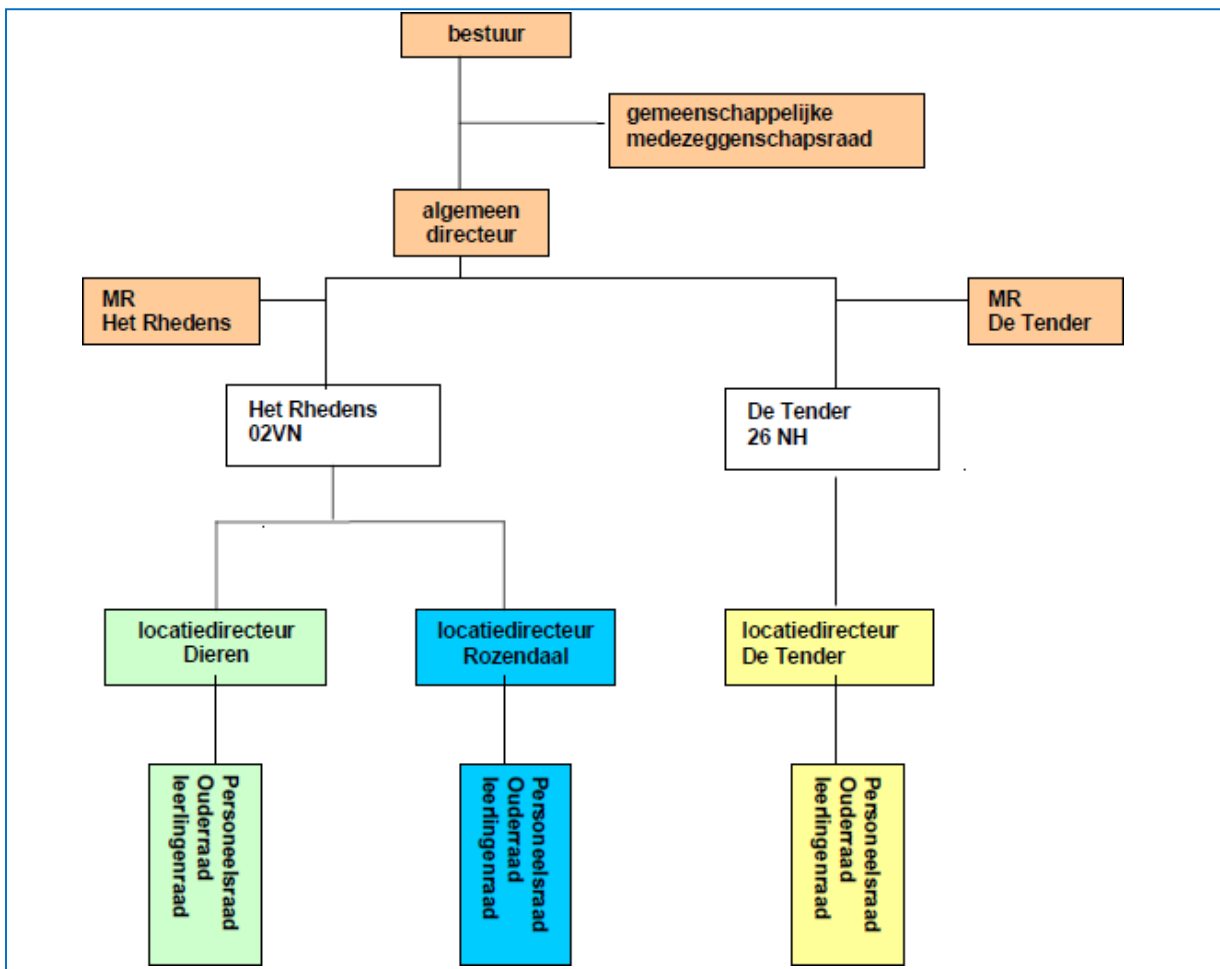 bestuur
gemeenschappelijke
medezeggenschapsraad
algemeen
directeur
MR
Het Rhedens
MR
De Tender
Het Rhedens
02VN
De Tender
26 NH
locatiedirecteur
Dieren
locatiedirecteur
Rozendaal
locatiedirecteur
De Tender
Personeelsraad
Ouderraad
leerlingenraad
Personeelsraad
Ouderraad
leerlingenraad
Personeelsraad
Ouderraad
leerlingenraad